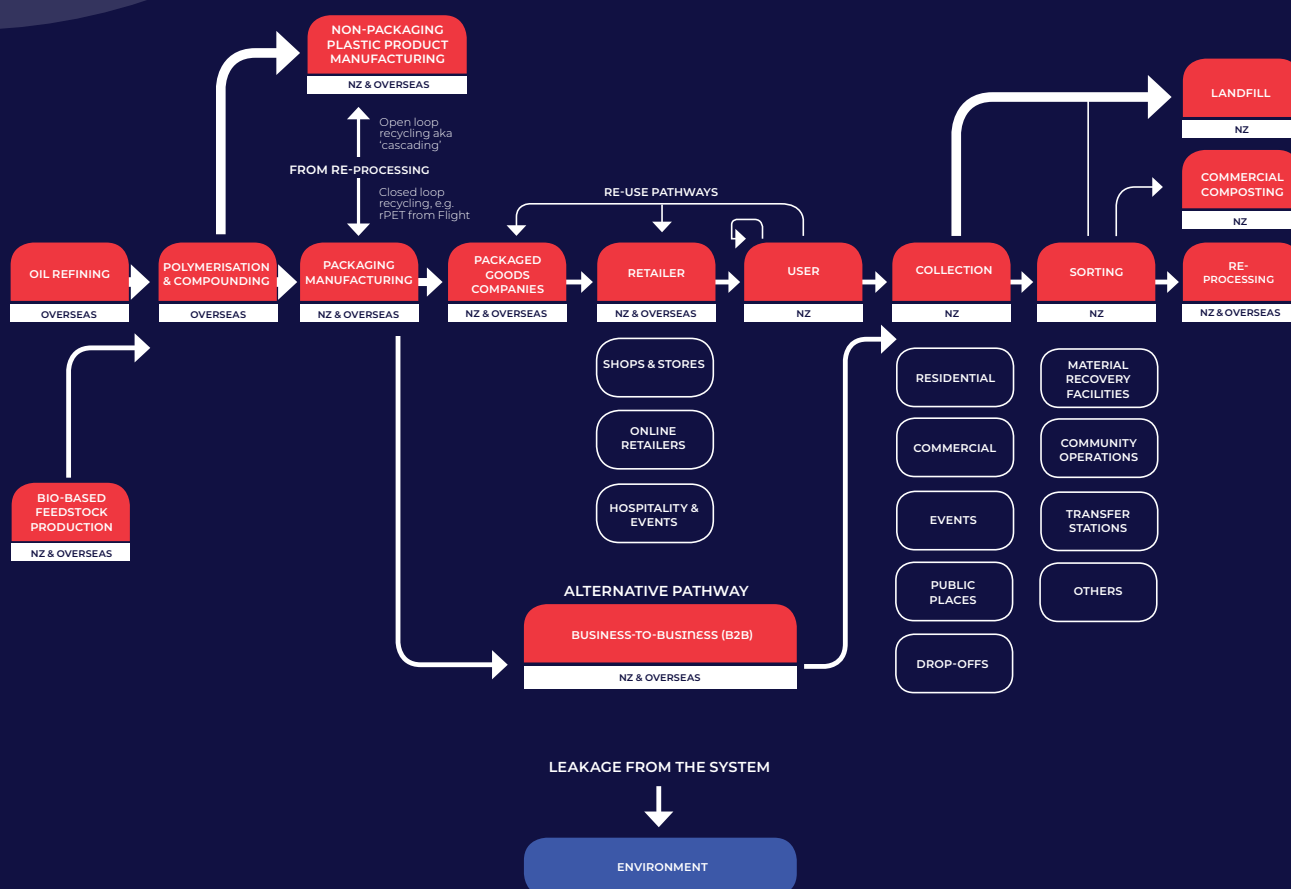 NON-PACKAGING
PLASTIC PRODUCT
MANUFACTURING
NZ & OVERSEAS
Open loop
recycling aka
'cascading'
FROM RE-PROCESSING
Closed loop
recycling, e.g.
rPET from Flight
RE-USE PATHWAYS
LANDFILL
NZ
COMMERCIAL
COMPOSTING
NZ
OIL REFINING
OVERSEAS
POLYMERISATION
& COMPOUNDING
OVERSEAS
PACKAGING
MANUFACTURING
NZ & OVERSEAS
PACKAGED
GOODS
COMPANIES
NZ & OVERSEAS
RETAILER
NZ & OVERSEAS
USER
NZ
COLLECTION
NZ
SORTING
NZ
RE-
PROCESSING
NZ & OVERSEAS
SHOPS & STORES
ONLINE
RETAILERS
HOSPITALITY &
EVENTS
RESIDENTIAL
COMMERCIAL
EVENTS
PUBLIC
PLACES
DROP-OFFS
MATERIAL
RECOVERY
FACILITIES
COMMUNITY
OPERATIONS
TRANSFER
STATIONS
OTHERS
BIO-BASED
FEEDSTOCK
PRODUCTION
NZ & OVERSEAS
ALTERNATIVE PATHWAY
BUSINESS-TO-BUSINESS (B2B)
NZ & OVERSEAS
LEAKAGE FROM THE SYSTEM
ENVIRONMENT